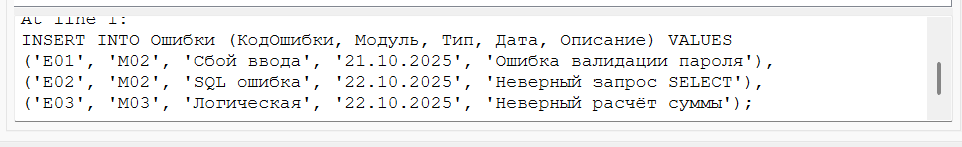 At line 1:
INSERT INTO Ошибки (КодОшибки, Модуль, Тип, Дата, Описание) VALUES
('E01', 'M02', 'Сбой ввода', '21.10.2025', 'Ошибка валидации пароля'),
('E02', 'M02', 'SQL ошибка', '22.10.2025', 'Неверный запрос SELECT'),
('E03', 'M03', 'Логическая', '22.10.2025', 'Неверный расчёт суммы');